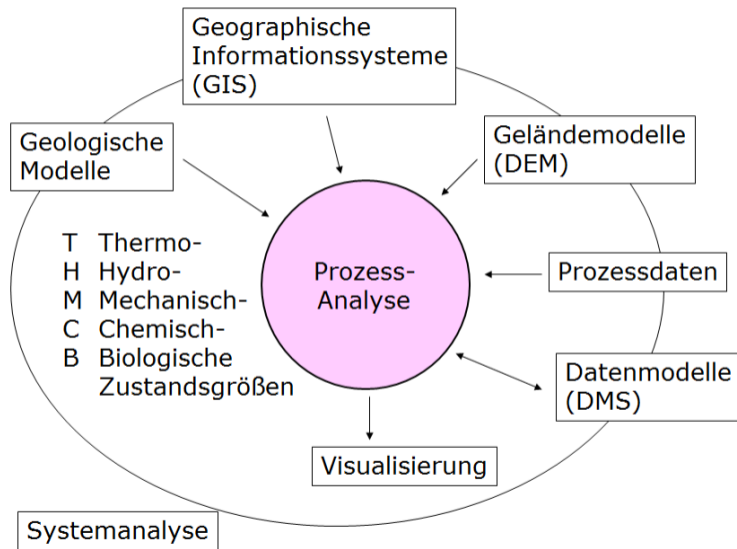 Geographische
Informationssysteme
(GIS)
Geologische
Modelle
Geländemodelle
(DEM)
T Thermo-
H Hydro-
M Mechanisch-
C Chemisch-
B Biologische
Zustandsgrößen
Prozess-
Analyse
Prozessdaten
Datenmodelle
(DMS)
Visualisierung
Systemanalyse